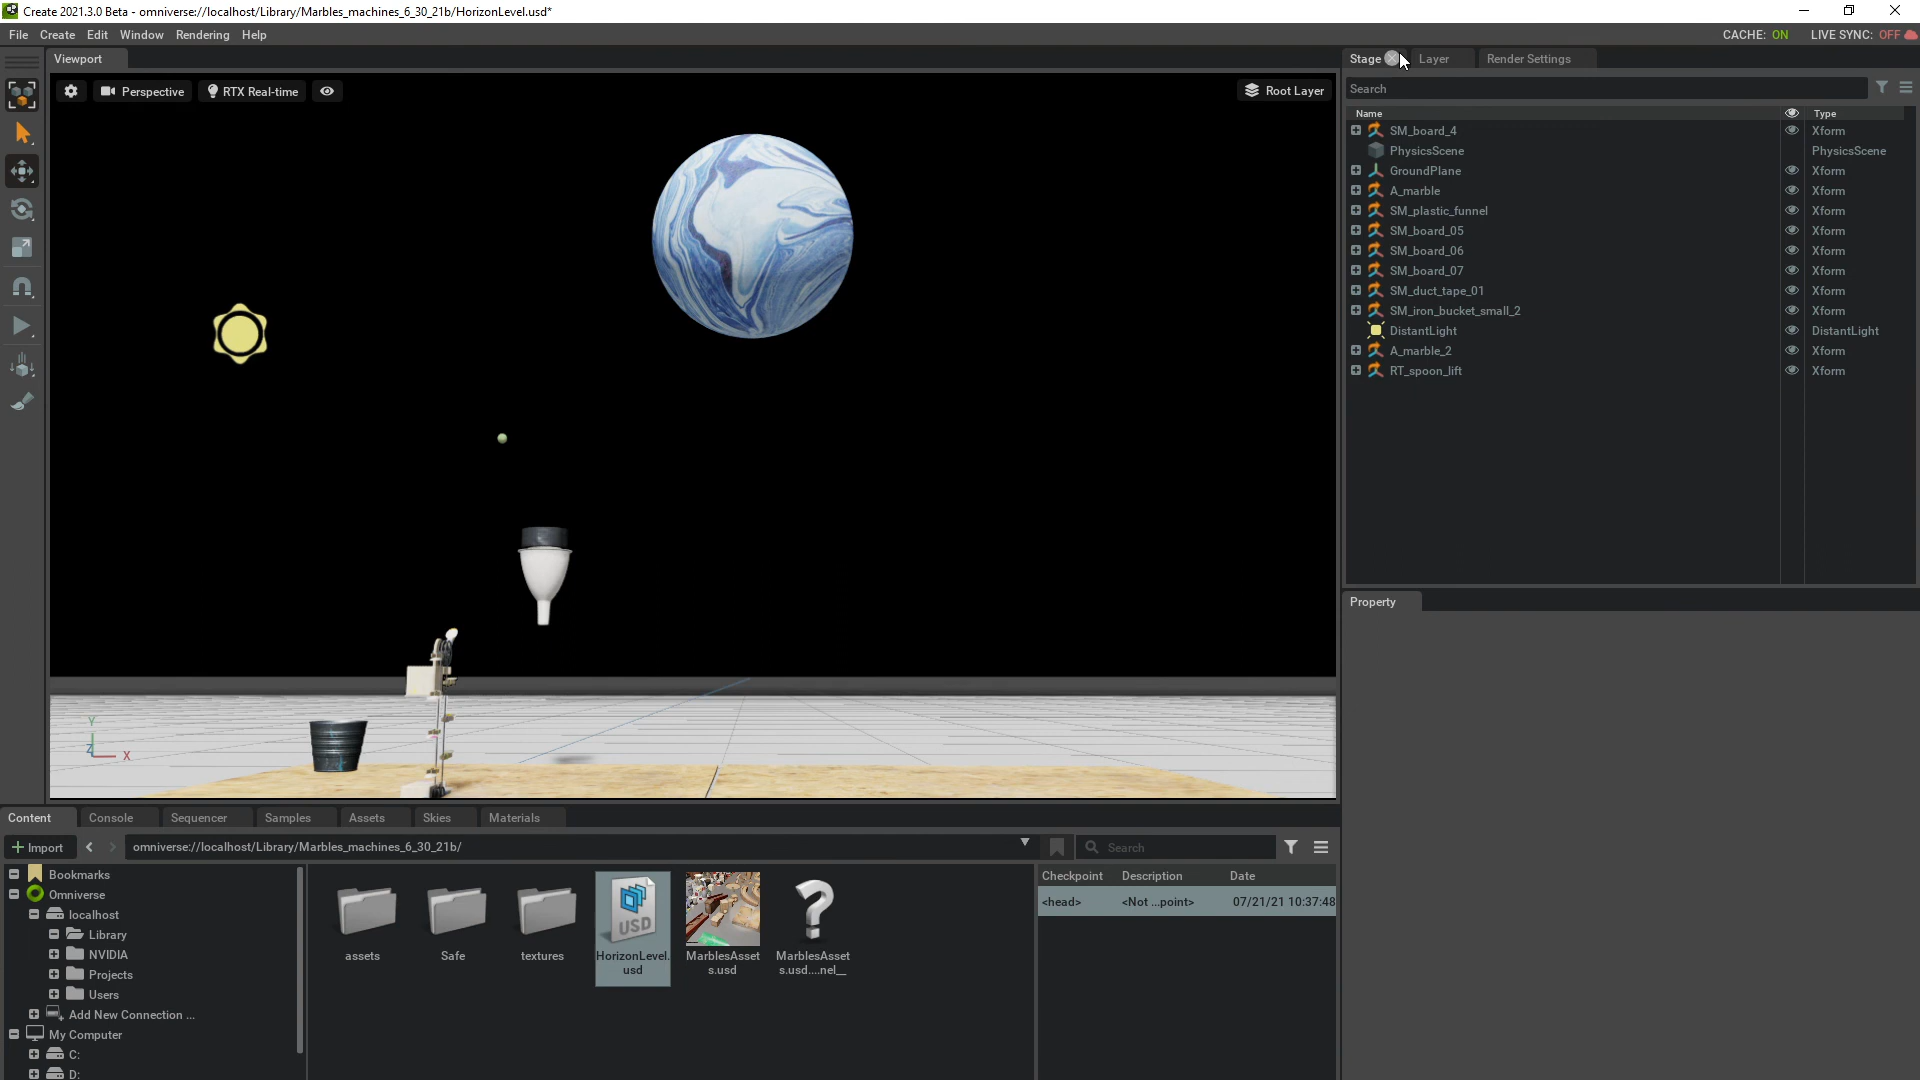 Create 2021.3.0 Beta - omniverse://localhost/Library/Marbles_machines_6_30_21b/HorizonLevel.usd*
File Create Edit Window Rendering Help
CACHE: ON LIVE SYNC: OFF
Viewport
Perspective
RTX Real-time
Root Layer
Y
Z
X
Stage
Layer
Render Settings
Search
Name Type
SM_board_4 Xform
PhysicsScene PhysicsScene
GroundPlane Xform
A_marble Xform
SM_plastic_funnel Xform
SM_board_05 Xform
SM_board_06 Xform
SM_board_07 Xform
SM_duct_tape_01 Xform
SM_iron_bucket_small_2 Xform
DistantLight DistantLight
A_marble_2 Xform
RT_spoon_lift Xform
Property
Content Console Sequencer Samples Assets Skies Materials
+ Import
omniverse://localhost/Library/Marbles_machines_6_30_21b/
Search
Bookmarks
Omniverse
localhost
Library
NVIDIA
Projects
Users
Add New Connection ...
My Computer
C:
D:
assets
Safe
textures
USD
HorizonLevel.
usd
MarblesAsset
s.usd
MarblesAsset
s.usd....nel__
Checkpoint Description Date
<head> <Not ...point> 07/21/21 10:37:48